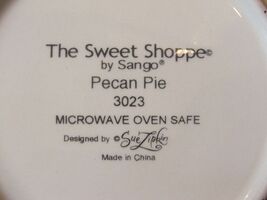 The Sweet Shoppe©
by Sango®
Pecan Pie
3023
MICROWAVE OVEN SAFE
Designed by © Sue Zipkin
Made in China